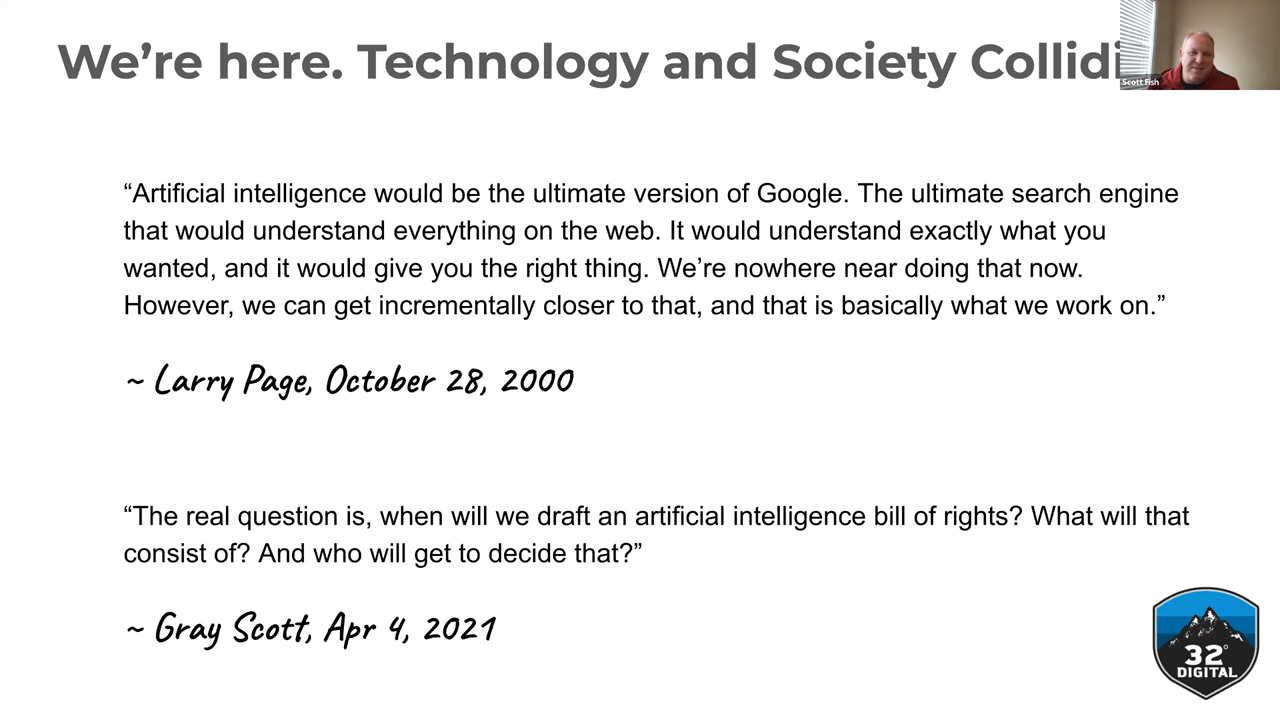 We’re here. Technology and Society Collidi
Scott Fish
“Artificial intelligence would be the ultimate version of Google. The ultimate search engine
that would understand everything on the web. It would understand exactly what you
wanted, and it would give you the right thing. We’re nowhere near doing that now.
However, we can get incrementally closer to that, and that is basically what we work on.”
~ Larry Page, October 28, 2000
“The real question is, when will we draft an artificial intelligence bill of rights? What will that
consist of? And who will get to decide that?”
~ Gray Scott, Apr 4, 2021
32°
DIGITAL